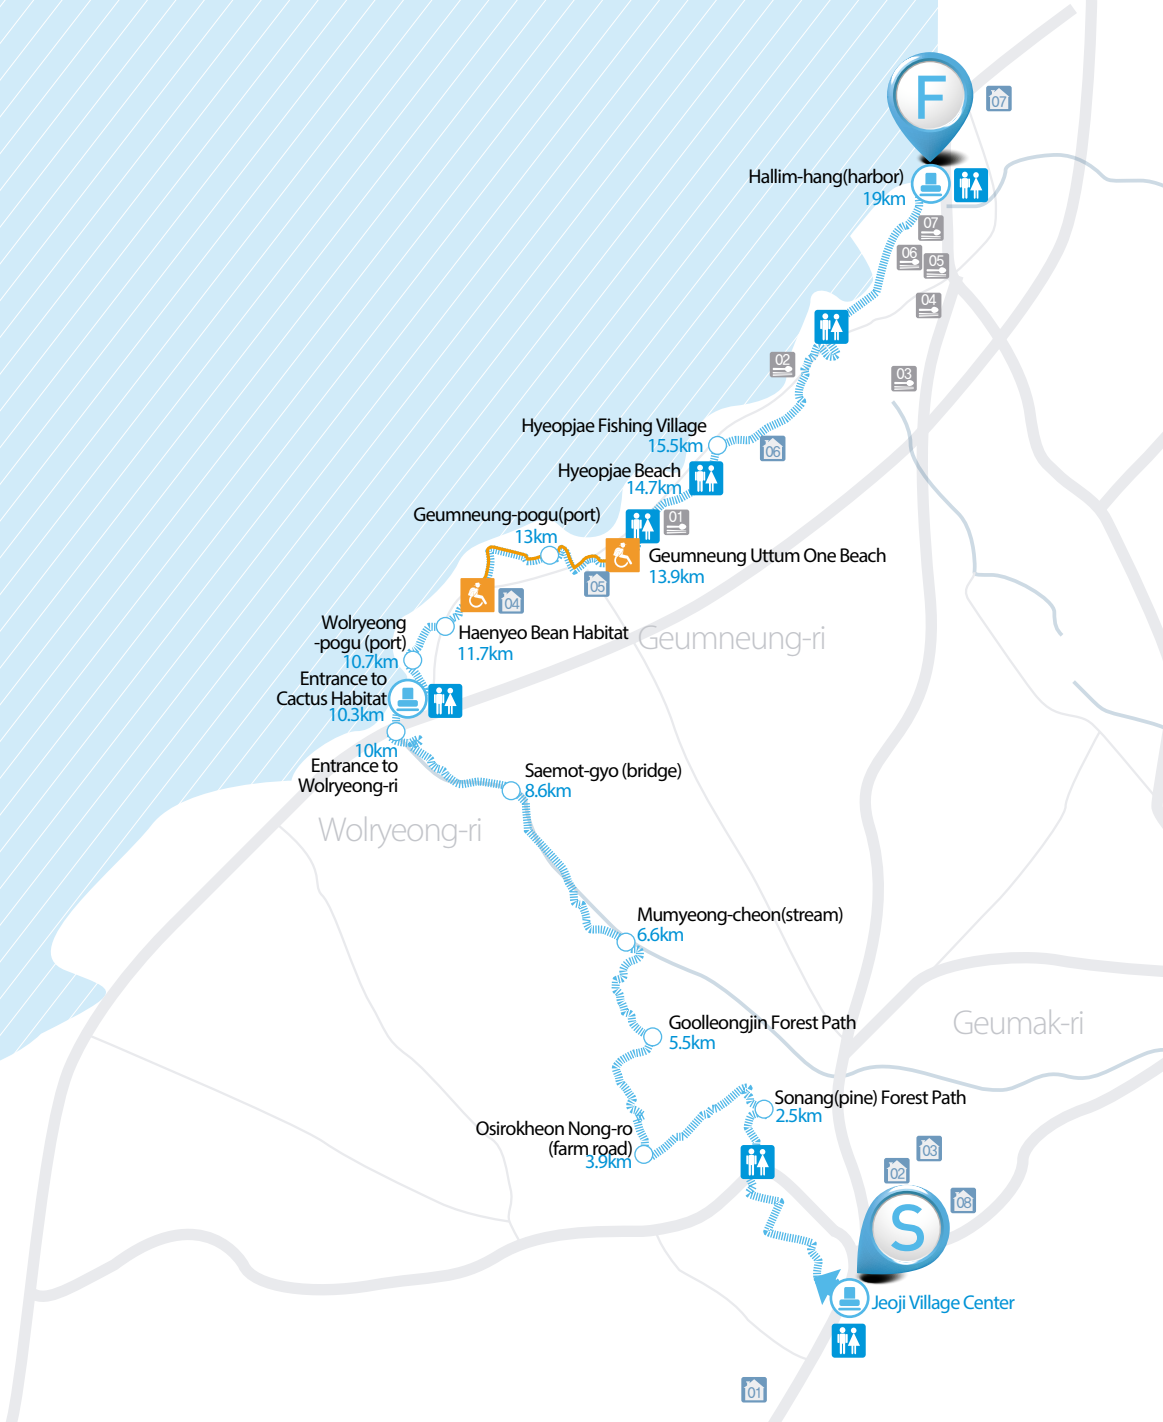 F
07
Hallim-hang(harbor)
19km
07
06
05
04
02
03
Hyeopjae Fishing Village
15.5km
06
Hyeopjae Beach
14.7km
Geumneung-pogu(port)
13km
01
Geumneung Uttum One Beach
13.9km
05
04
Wolryeong
-pogu (port)
10.7km
Haenyeo Bean Habitat
11.7km
Geumneung-ri
Entrance to
Cactus Habitat
10.3km
10km
Entrance to
Wolryeong-ri
Saemot-gyo (bridge)
8.6km
Wolryeong-ri
Mumyeong-cheon(stream)
6.6km
Goolleongjin Forest Path
5.5km
Geumak-ri
Sonang(pine) Forest Path
2.5km
Osirokheon Nong-ro
(farm road)
3.9km
03
02
08
S
Jeoji Village Center
01